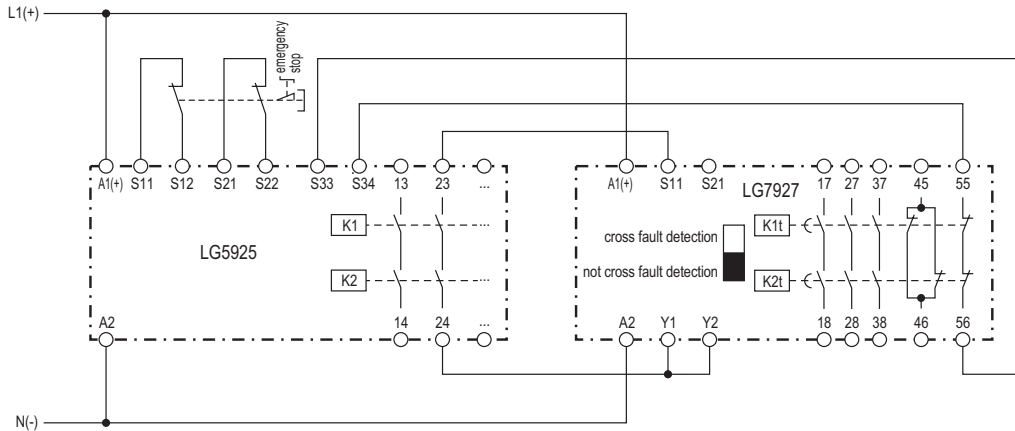 L1(+)
emergency
stop
A1(+) S11 S12 S21 S22 S33 S34 13 23 ...
A1(+) S11 S21 17 27 37 45 55
LG5925
K1
...
K2
...
LG7927
cross fault detection
not cross fault detection
K1t
K2t
A2 14 24 ...
A2 Y1 Y2 18 28 38 46 56
N(-)